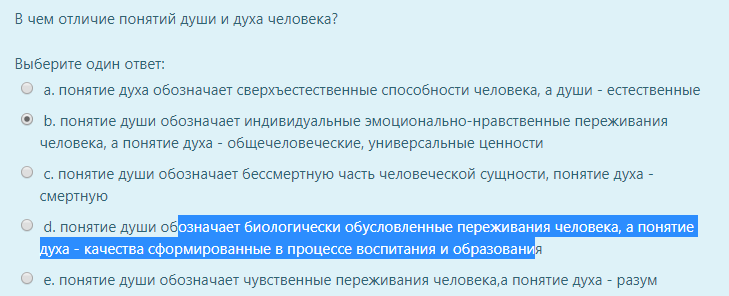 В чем отличие понятий души и духа человека?
Выберите один ответ:
a. понятие духа обозначает сверхъестественные способности человека, а души - естественные
b. понятие души обозначает индивидуальные эмоционально-нравственные переживания
человека, а понятие духа - общечеловеческие, универсальные ценности
c. понятие души обозначает бессмертную часть человеческой сущности, понятие духа -
смертную
d. понятие души обозначает биологически обусловленные переживания человека, а понятие
духа - качества сформированные в процессе воспитания и образования
e. понятие души обозначает чувственные переживания человека,а понятие духа - разум